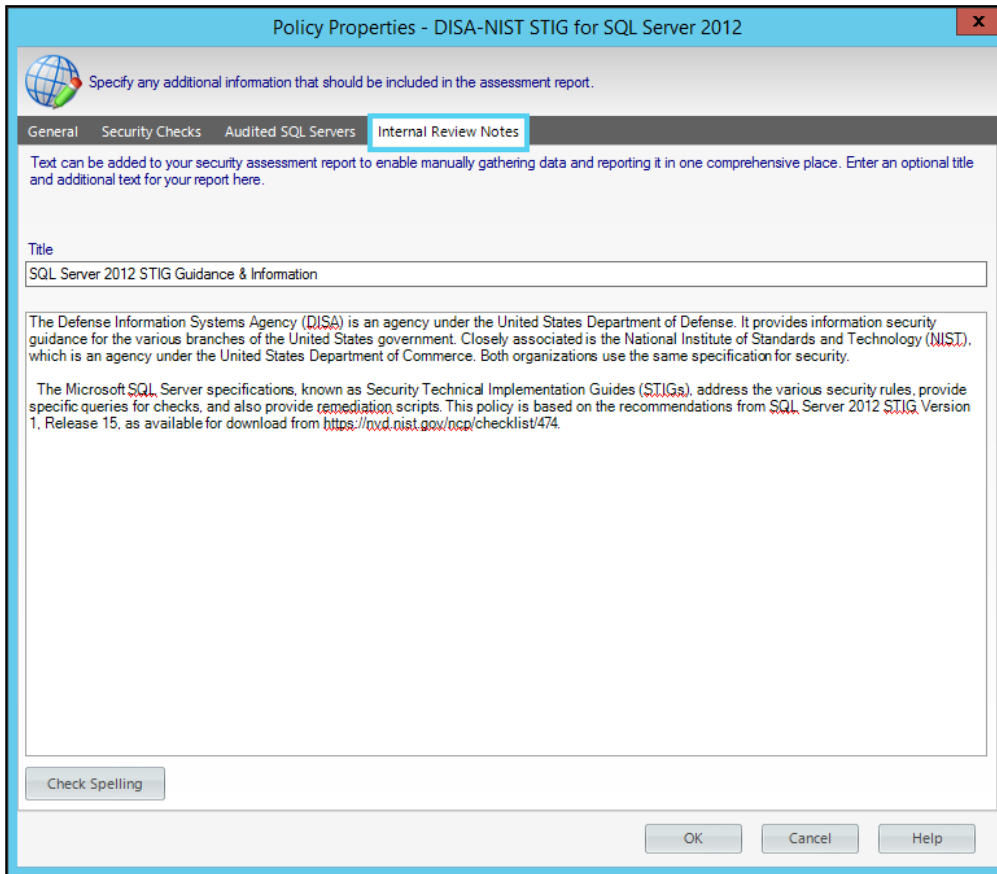 Policy Properties - DISA-NIST STIG for SQL Server 2012
x
Specify any additional information that should be included in the assessment report.
General Security Checks Audited SQL Servers Internal Review Notes
Text can be added to your security assessment report to enable manually gathering data and reporting it in one comprehensive place. Enter an optional title
and additional text for your report here.
Title
SQL Server 2012 STIG Guidance & Information
The Defense Information Systems Agency (DISA) is an agency under the United States Department of Defense. It provides information security
guidance for the various branches of the United States government. Closely associated is the National Institute of Standards and Technology (NIST),
which is an agency under the United States Department of Commerce. Both organizations use the same specification for security.
The Microsoft SQL Server specifications, known as Security Technical Implementation Guides (STIGs), address the various security rules, provide
specific queries for checks, and also provide remediation scripts. This policy is based on the recommendations from SQL Server 2012 STIG Version
1, Release 15, as available for download from https://nvd.nist.gov/ncp/checklist/474.
Check Spelling
OK Cancel Help